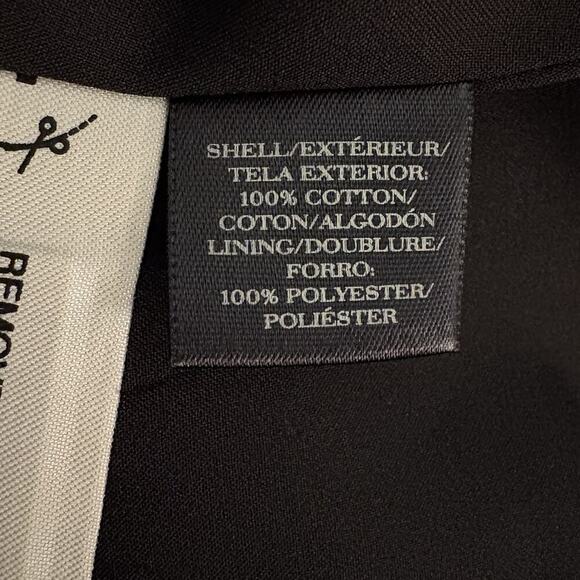 SHELL/EXTÉRIEUR/
TELA EXTERIOR:
100% COTTON/
COTON/ALGODÓN
LINING/DOUBLURE/
FORRO:
100% POLYESTER/
POLIÉSTER